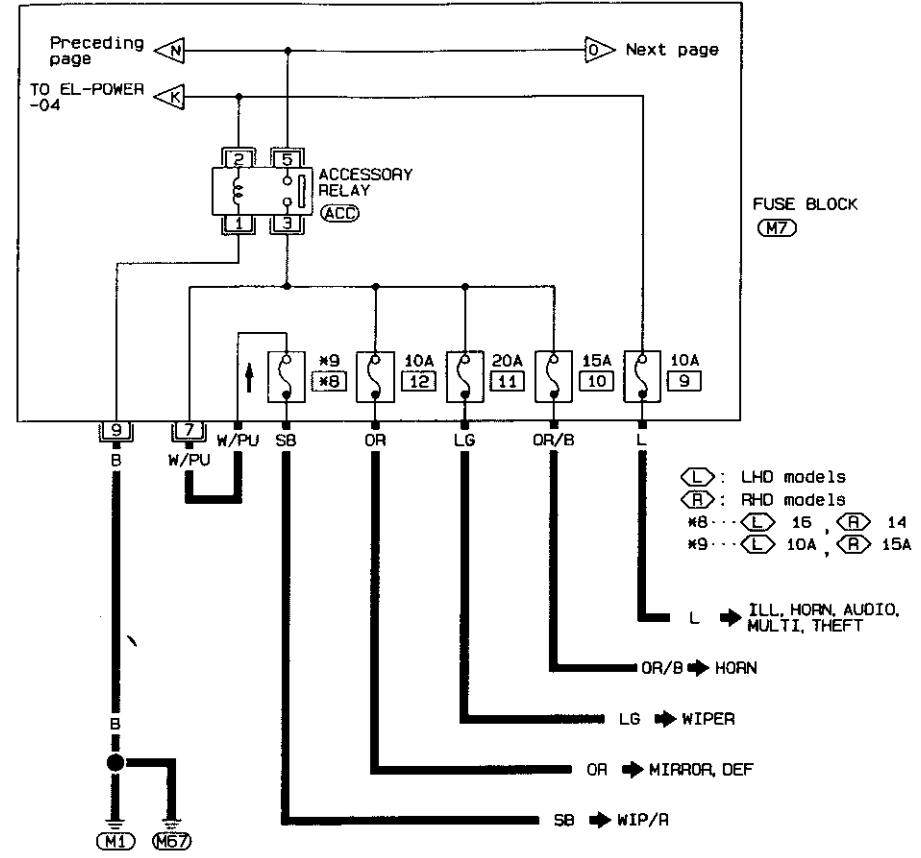 Preceding
page
N
O
Next page
TO EL-POWER
-04
K
2
5
ACCESSORY
RELAY
ACC
1
3
FUSE BLOCK
M7
*9
*8
10A
12
20A
11
15A
10
10A
9
9
7
B
W/PU
W/PU
SB
OR
LG
OR/B
L
L : LHD models
R : RHD models
*8··· L 16 , R 14
*9··· L 10A , R 15A
L
ILL, HORN, AUDIO,
MULTI, THEFT
OR/B
HORN
LG
WIPER
OR
MIRROR, DEF
SB
WIP/R
B
M1
M67